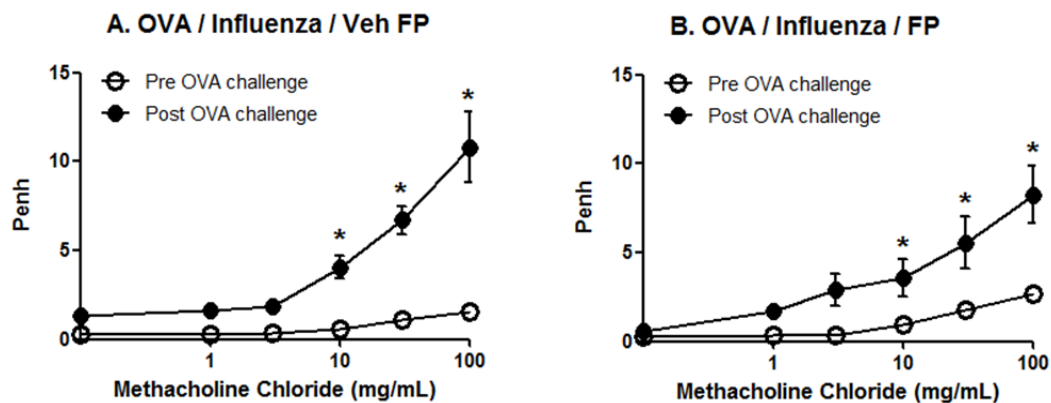 A. OVA / Influenza / Veh FP
15
Pre OVA challenge
Post OVA challenge
*
*
*
10
5
0
Penh
1
10
100
Methacholine Chloride (mg/mL)
B. OVA / Influenza / FP
15
Pre OVA challenge
Post OVA challenge
*
*
*
10
5
0
Penh
1
10
100
Methacholine Chloride (mg/mL)